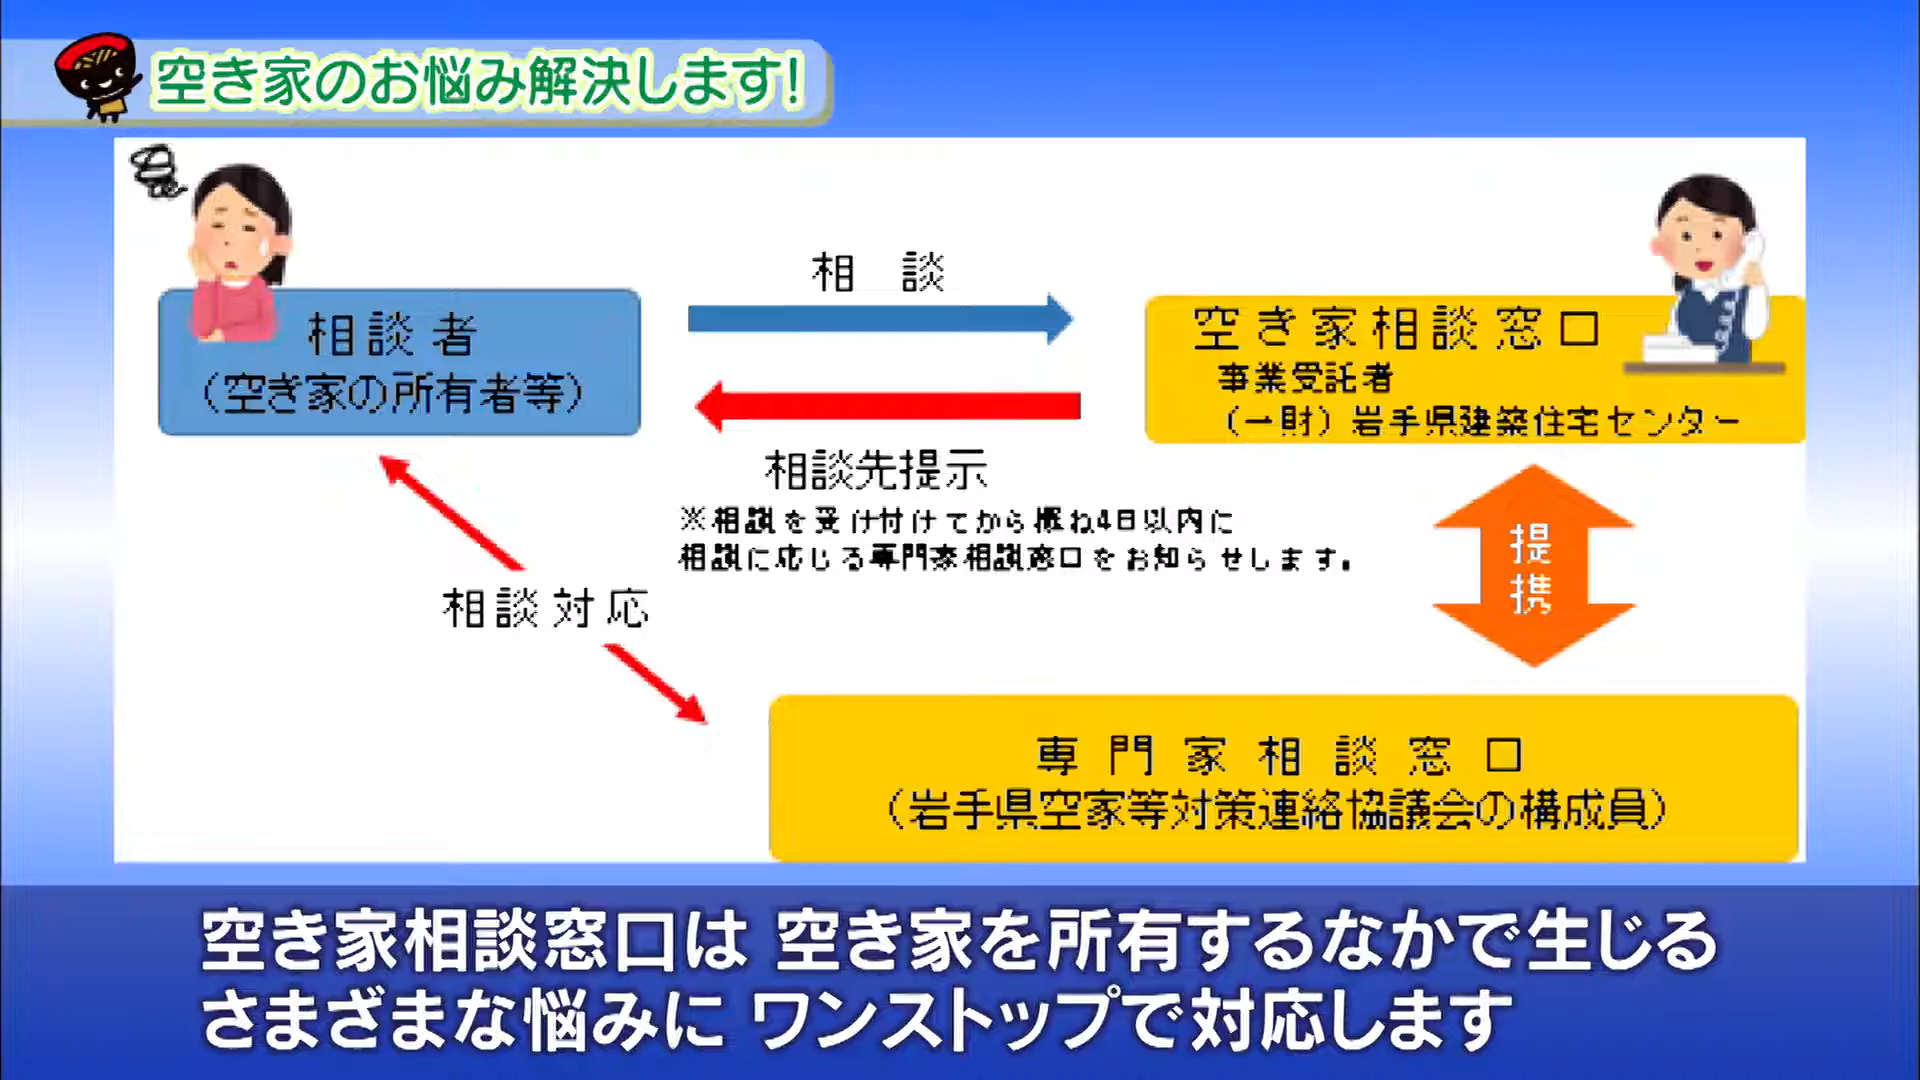 空き家のお悩み解決します!
相 談
相談者
(空き家の所有者等)
空き家相談窓口
事業受託者
(一財)岩手県建築住宅センター
相談先提示
※相談を受け付けてから概ね4日以内に
相談に応じる専門家相談窓口をお知らせします。
提
携
相談対応
専門家相談窓口
(岩手県空家等対策連絡協議会の構成員)
空き家相談窓口は 空き家を所有するなかで生じる
さまざまな悩みに ワンストップで対応します